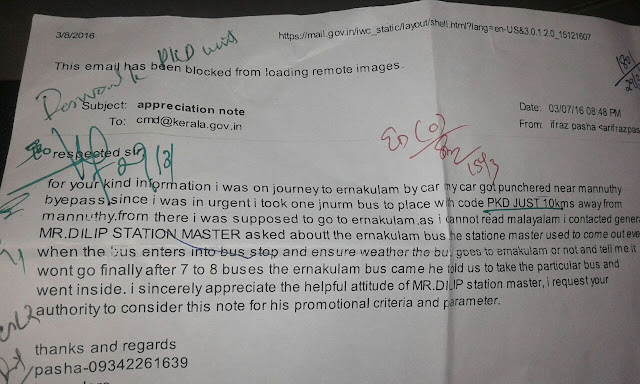 3/8/2016
https://mail.gov.in/iwc_static/layout/shell.html?lang=en-US&3.0.1.2.0_15121607
This email has been blocked from loading remote images.
PKD unit
Subject: appreciation note
Date: 03/07/16 08:48 PM
To: cmd@kerala.gov.in
From: ifraz pasha <arifrazpas
respected sir
for your kind information i was on journey to ernakulam by car my car got punchered near mannuthy
byepass,since i was in urgent i took one jnurm bus to place with code PKD JUST 10kms away from
mannuthy.from there i was supposed to go to ernakulam,as i cannot read malayalam i contacted genera
MR.DILIP STATION MASTER asked aboutt the ernakulam bus,he statione master used to come out eve
when the bus enters into bus stop and ensure weather the bus goes to ernakulam or not and tell me it
wont go finally after 7 to 8 buses the ernakulam bus came he told us to take the particular bus and
went inside. i sincerely appreciate the helpful attitude of MR.DILIP station master, i request your
authority to consider this note for his promotional criteria and parameter.
thanks and regards
pasha-09342261639